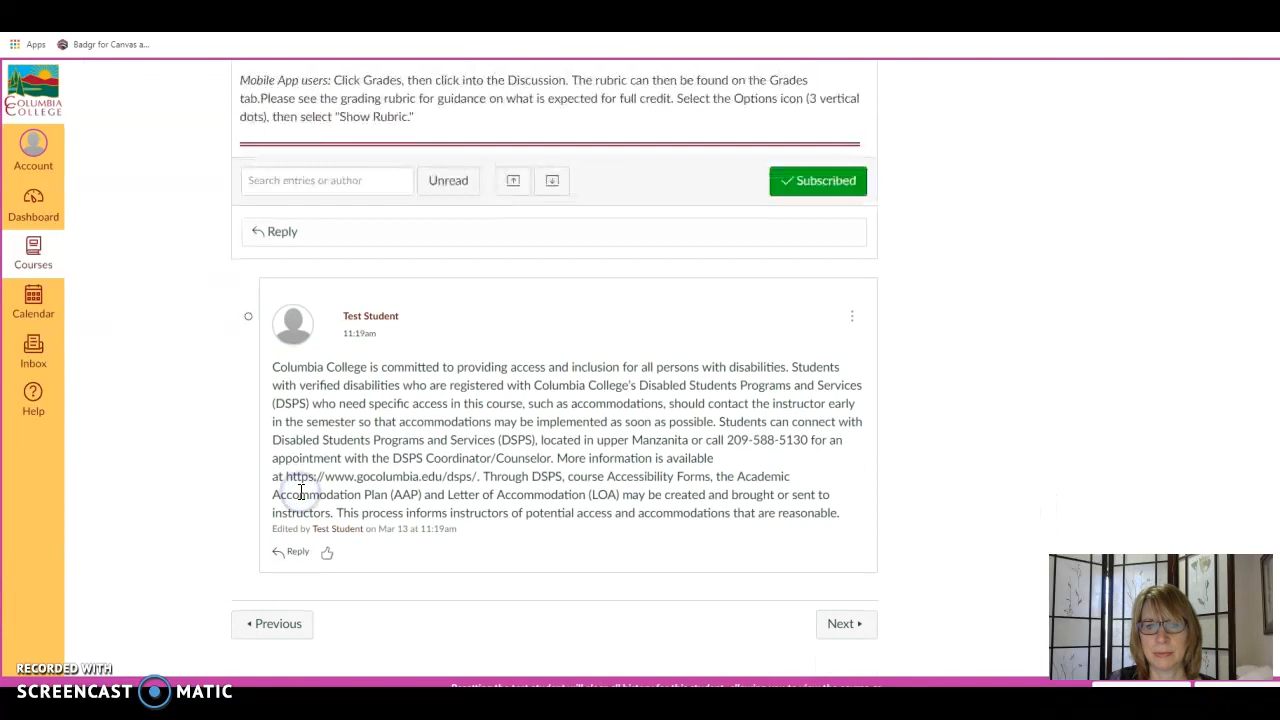 Apps Badgr for Canvas a...
COLUMBIA
COLLEGE
Account
Dashboard
Courses
Calendar
Inbox
Help
Mobile App users: Click Grades, then click into the Discussion. The rubric can then be found on the Grades
tab.Please see the grading rubric for guidance on what is expected for full credit. Select the Options icon (3 vertical
dots), then select "Show Rubric."
Search entries or author Unread Subscribed
Reply
Test Student
11:19am
Columbia College is committed to providing access and inclusion for all persons with disabilities. Students
with verified disabilities who are registered with Columbia College's Disabled Students Programs and Services
(DSPS) who need specific access in this course, such as accommodations, should contact the instructor early
in the semester so that accommodations may be implemented as soon as possible. Students can connect with
Disabled Students Programs and Services (DSPS), located in upper Manzanita or call 209-588-5130 for an
appointment with the DSPS Coordinator/Counselor. More information is available
at https://www.gocolumbia.edu/dsps/. Through DSPS, course Accessibility Forms, the Academic
Accommodation Plan (AAP) and Letter of Accommodation (LOA) may be created and brought or sent to
instructors. This process informs instructors of potential access and accommodations that are reasonable.
Edited by Test Student on Mar 13 at 11:19am
Reply
Previous Next
RECORDED WITH
SCREENCAST MATIC